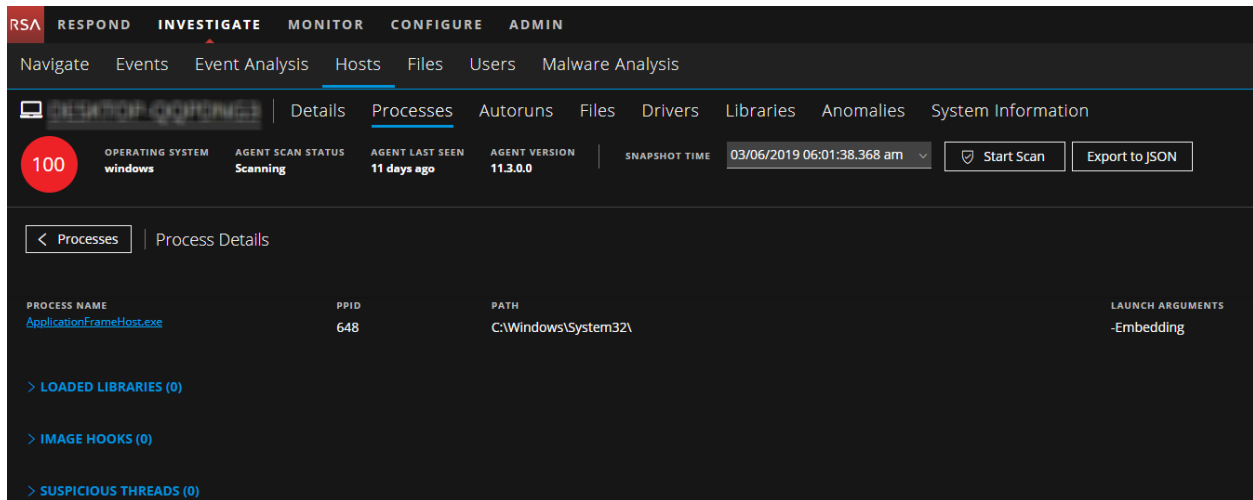 RSA RESPOND INVESTIGATE MONITOR CONFIGURE ADMIN
Navigate Events Event Analysis Hosts Files Users Malware Analysis
Details Processes Autoruns Files Drivers Libraries Anomalies System Information
100
OPERATING SYSTEM AGENT SCAN STATUS AGENT LAST SEEN AGENT VERSION SNAPSHOT TIME 03/06/2019 06:01:38.368 am Start Scan Export to JSON
windows Scanning 11 days ago 11.3.0.0
< Processes Process Details
PROCESS NAME PPID PATH LAUNCH ARGUMENTS
ApplicationFrameHost.exe 648 C:\Windows\System32\ -Embedding
> LOADED LIBRARIES (0)
> IMAGE HOOKS (0)
> SUSPICIOUS THREADS (0)